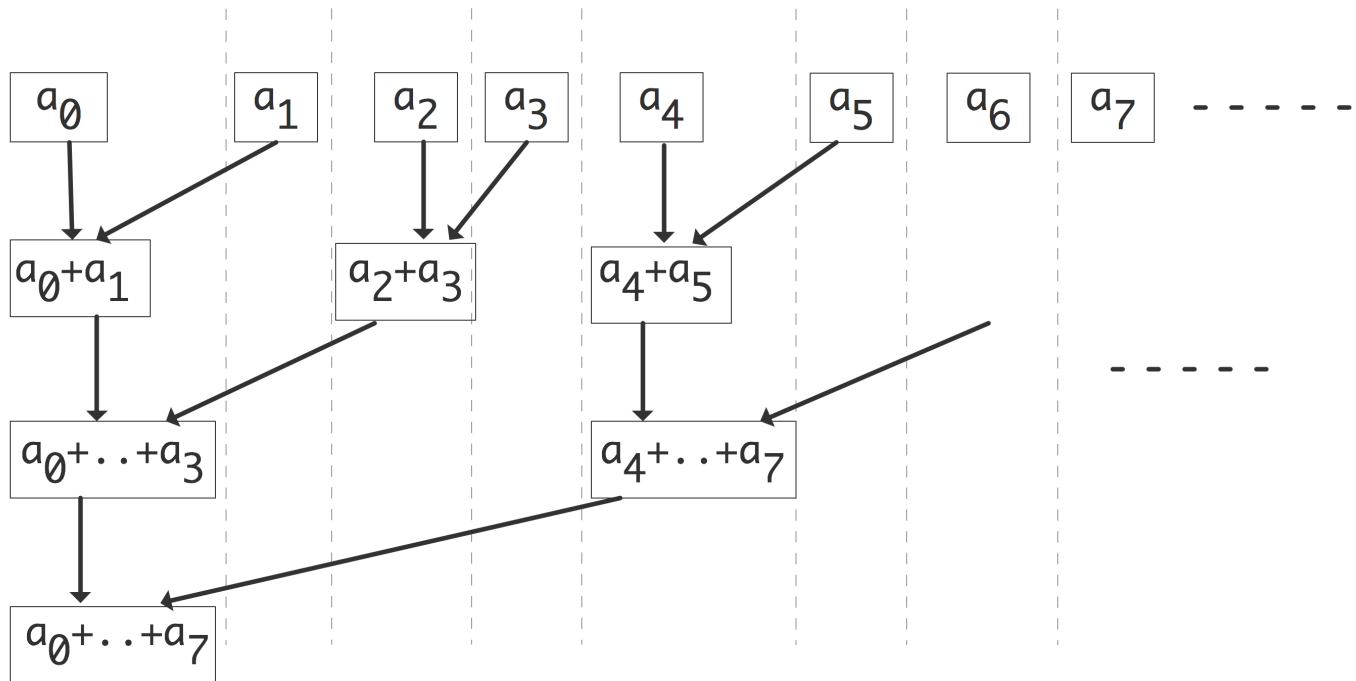 a₀ a₁ a₂ a₃ a₄ a₅ a₆ a₇
a₀+a₁ a₂+a₃ a₄+a₅
a₀+..+a₃ a₄+..+a₇
a₀+..+a₇